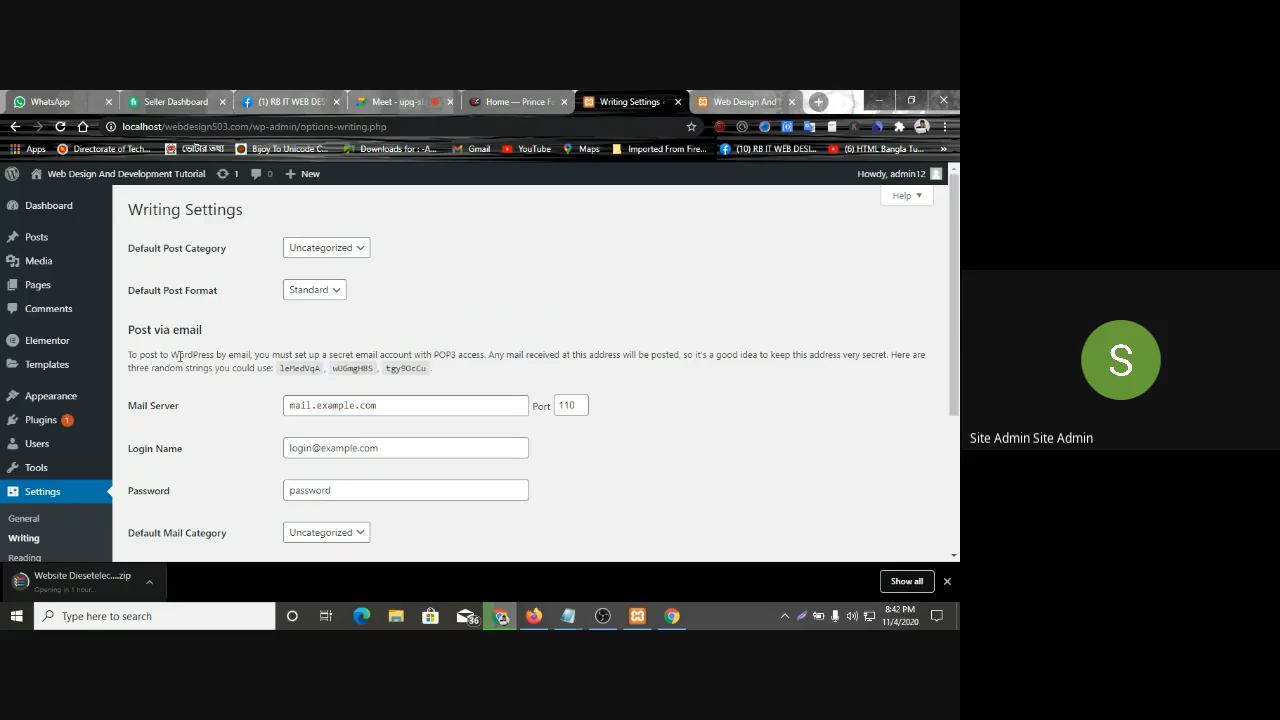 WhatsApp
Seller Dashboard
(1) RB IT WEB DES
Meet - upq-sl
Home — Prince F
Writing Settings
Web Design And
localhost/webdesign503.com/wp-admin/options-writing.php
Apps
Directorate of Tech...
Bijoy To Unicode C...
Downloads for : -A...
Gmail
YouTube
Maps
Imported From Fire...
(10) RB IT WEB DESI...
(6) HTML Bangla Tu...
Web Design And Development Tutorial
1
0
New
Howdy, admin12
Help
Dashboard
Posts
Media
Pages
Comments
Elementor
Templates
Appearance
Plugins 1
Users
Tools
Settings
General
Writing
Reading
Writing Settings
Default Post Category
Uncategorized
Default Post Format
Standard
Post via email
To post to WordPress by email, you must set up a secret email account with POP3 access. Any mail received at this address will be posted, so it's a good idea to keep this address very secret. Here are
three random strings you could use: leMedVqA , wUGmgH8S , tgy9OcCu .
Mail Server
mail.example.com
Port
110
Login Name
login@example.com
Password
password
Default Mail Category
Uncategorized
Website Diesetelec....zip
Opening in 1 hour...
Show all
Type here to search
36
8:42 PM
11/4/2020
S
Site Admin Site Admin